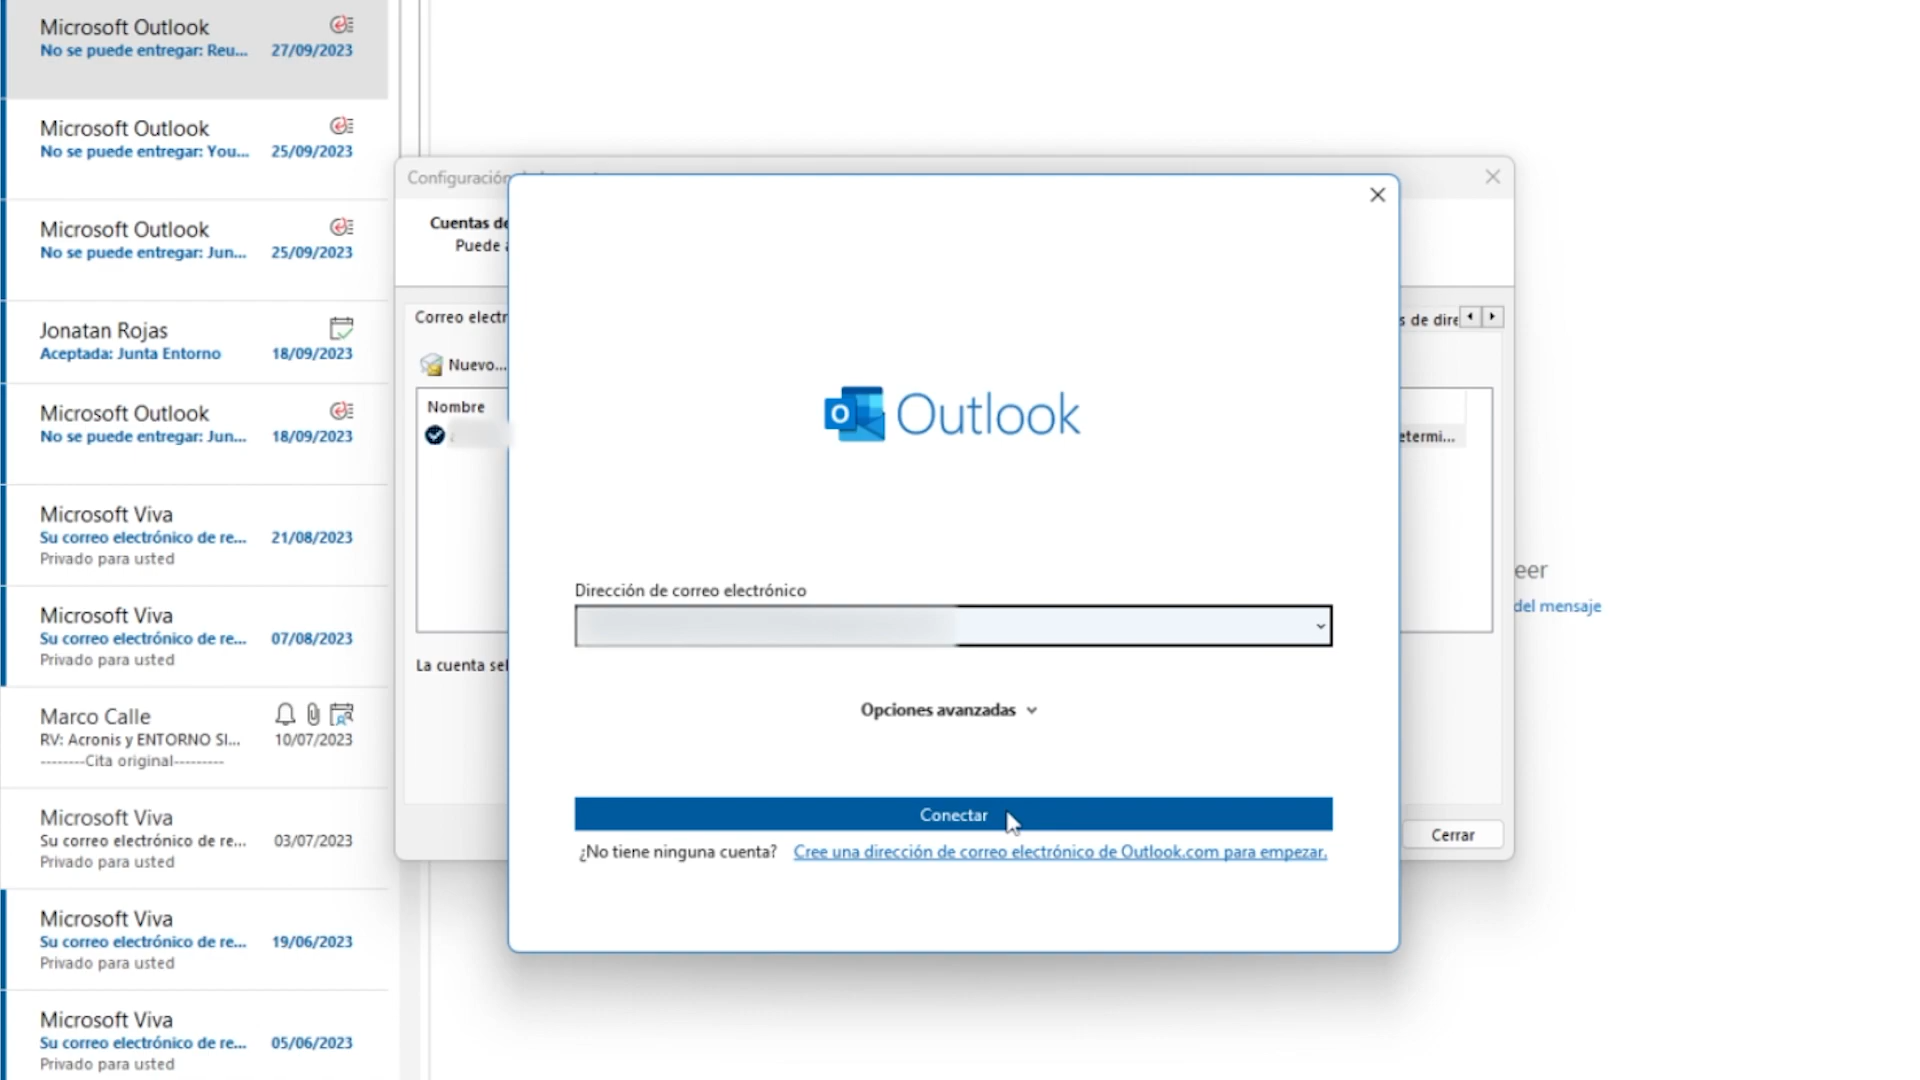 Microsoft Outlook
No se puede entregar: Reu... 27/09/2023
Microsoft Outlook
No se puede entregar: You... 25/09/2023
Microsoft Outlook
No se puede entregar: Jun... 25/09/2023
Jonatan Rojas
Aceptada: Junta Entorno 18/09/2023
Microsoft Outlook
No se puede entregar: Jun... 18/09/2023
Microsoft Viva
Su correo electrónico de re... 21/08/2023
Privado para usted
Microsoft Viva
Su correo electrónico de re... 07/08/2023
Privado para usted
Marco Calle
RV: Acronis y ENTORNO SI... 10/07/2023
--------Cita original---------
Microsoft Viva
Su correo electrónico de re... 03/07/2023
Privado para usted
Microsoft Viva
Su correo electrónico de re... 19/06/2023
Privado para usted
Microsoft Viva
Su correo electrónico de re... 05/06/2023
Privado para usted
Configuración
Cuentas de
Puede
Correo electr
s de dire
Nuevo...
Nombre
etermi...
La cuenta sel
Cerrar
Outlook
Dirección de correo electrónico
Opciones avanzadas
Conectar
¿No tiene ninguna cuenta? Cree una dirección de correo electrónico de Outlook.com para empezar.
eer
del mensaje